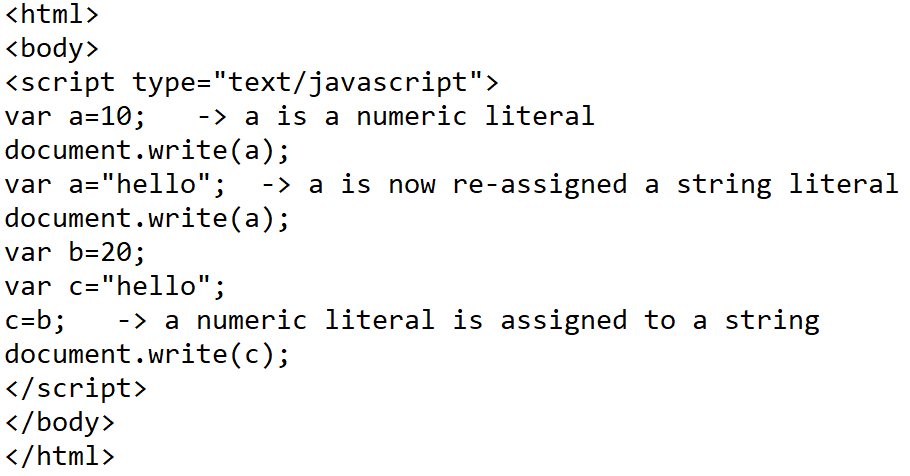 <html>
<body>
<script type="text/javascript">
var a=10;   -> a is a numeric literal
document.write(a);
var a="hello";  -> a is now re-assigned a string literal
document.write(a);
var b=20;
var c="hello";
c=b;   -> a numeric literal is assigned to a string
document.write(c);
</script>
</body>
</html>